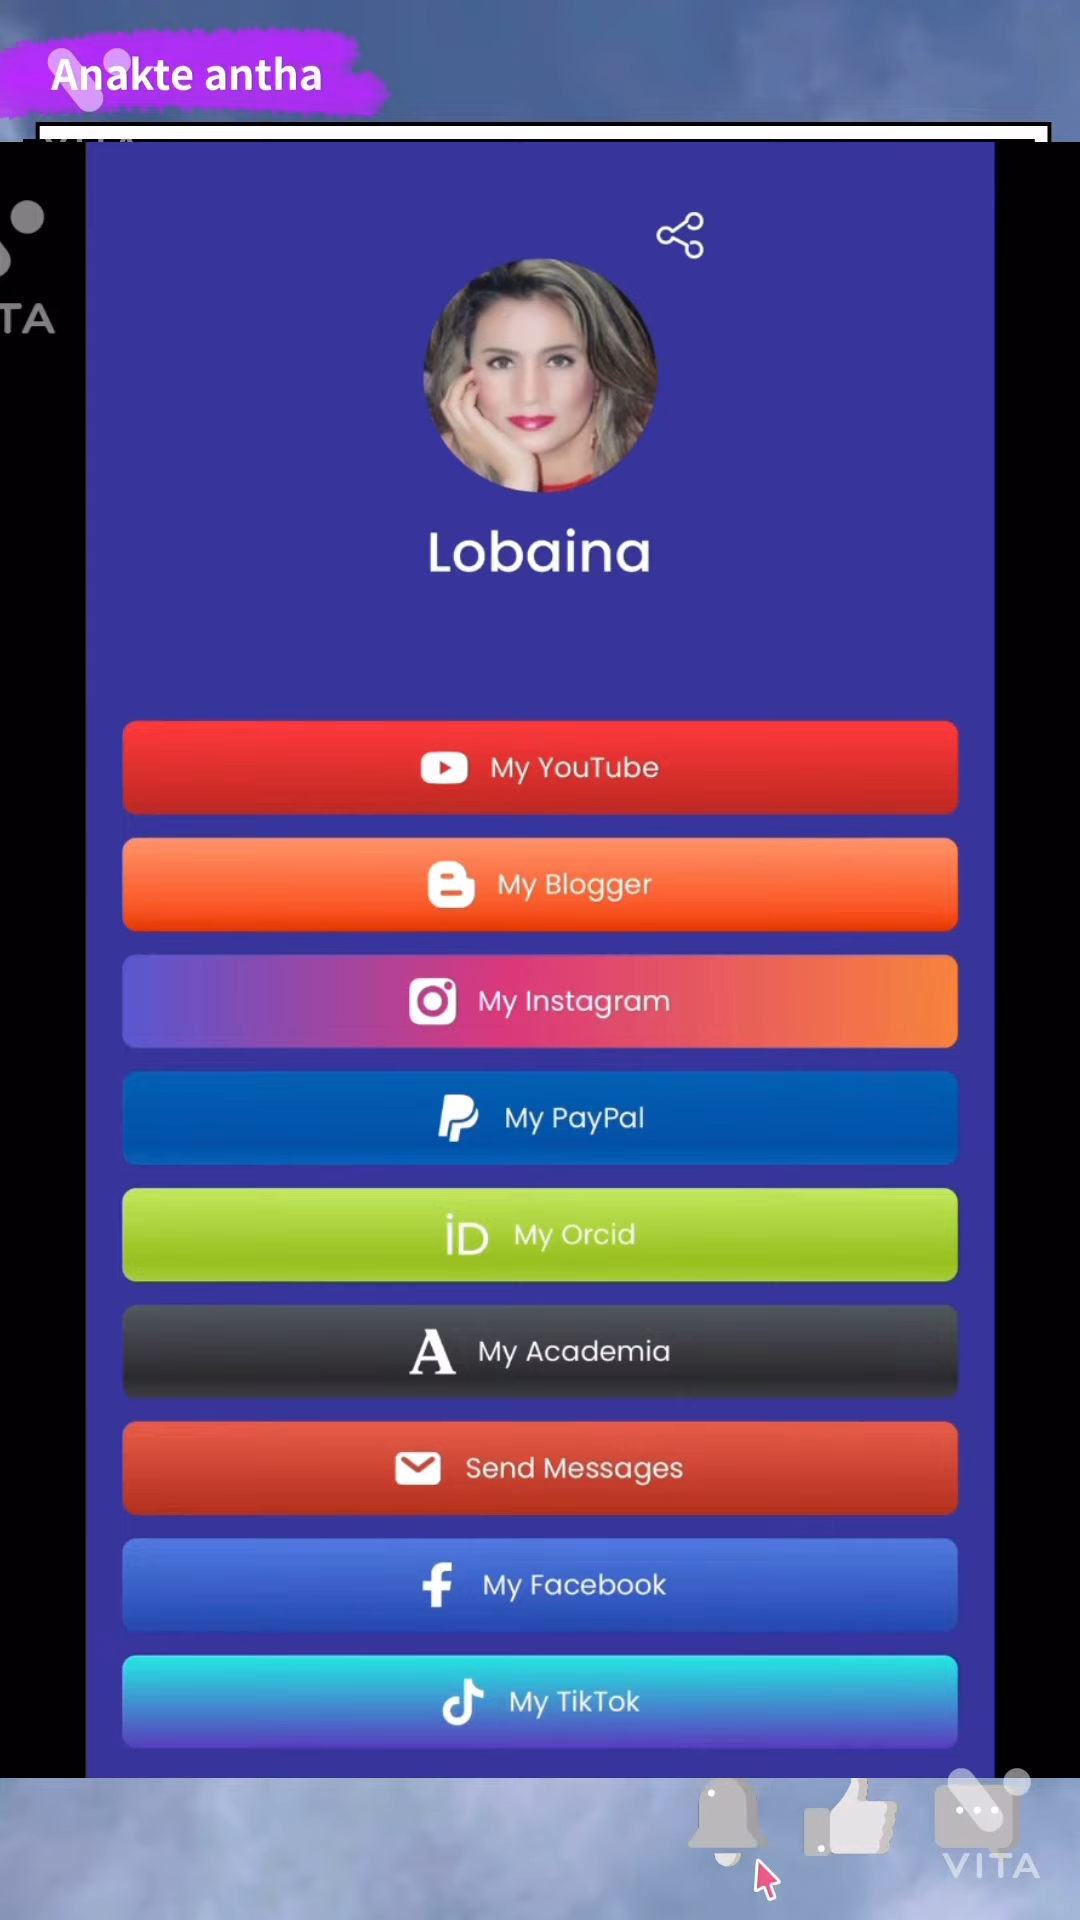 Anakte antha
VITA
Lobaina
My YouTube
My Blogger
My Instagram
My PayPal
iD My Orcid
A My Academia
Send Messages
My Facebook
My TikTok
VITA